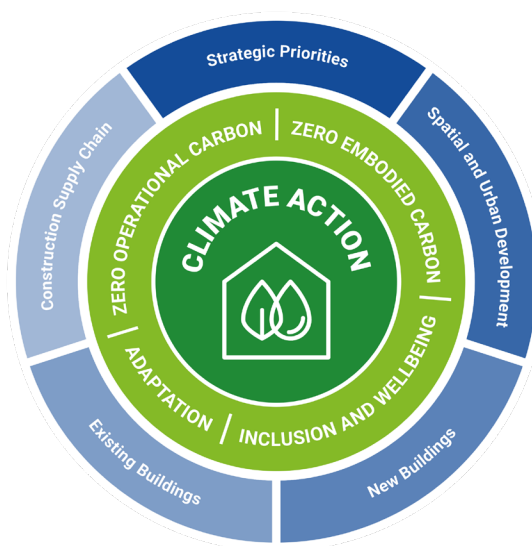 Strategic Priorities
Spatial and Urban Development
New Buildings
Existing Buildings
Construction Supply Chain
ZERO OPERATIONAL CARBON
ZERO EMBODIED CARBON
INCLUSION AND WELLBEING
ADAPTATION
CLIMATE ACTION